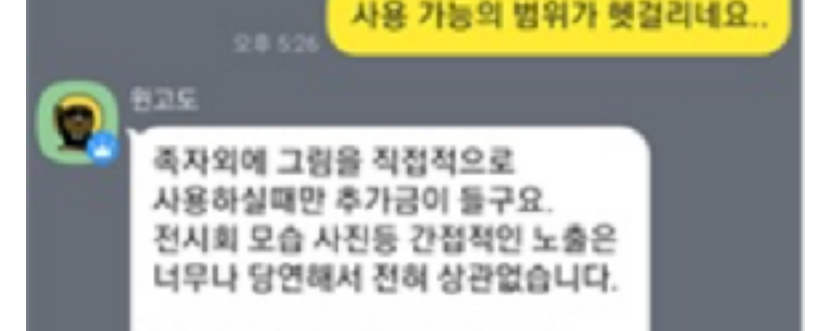 사용 가능의 범위가 헷걸리네요..
오후 5:26
원고도
족자외에 그림을 직접적으로
사용하실때만 추가금이 들구요.
전시회 모습 사진등 간접적인 노출은
너무나 당연해서 전혀 상관없습니다.